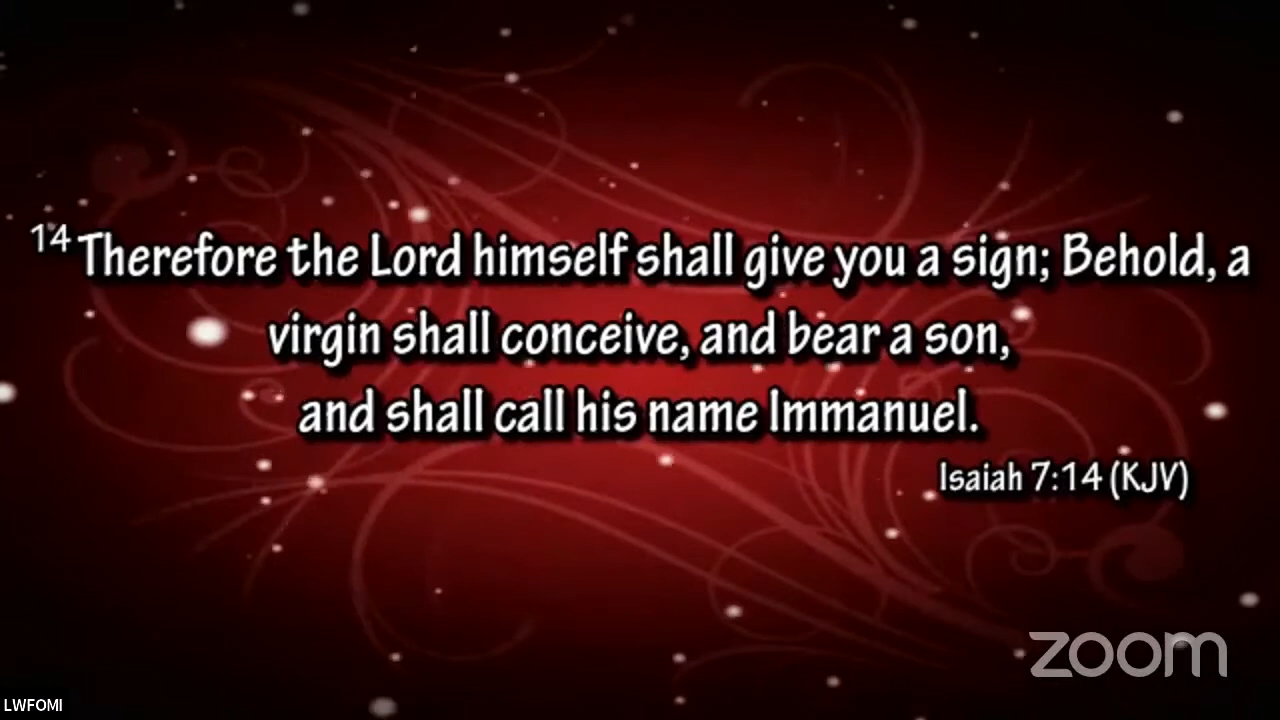 14 Therefore the Lord himself shall give you a sign; Behold, a
virgin shall conceive, and bear a son,
and shall call his name Immanuel.
Isaiah 7:14 (KJV)
zoom
LWFOMI